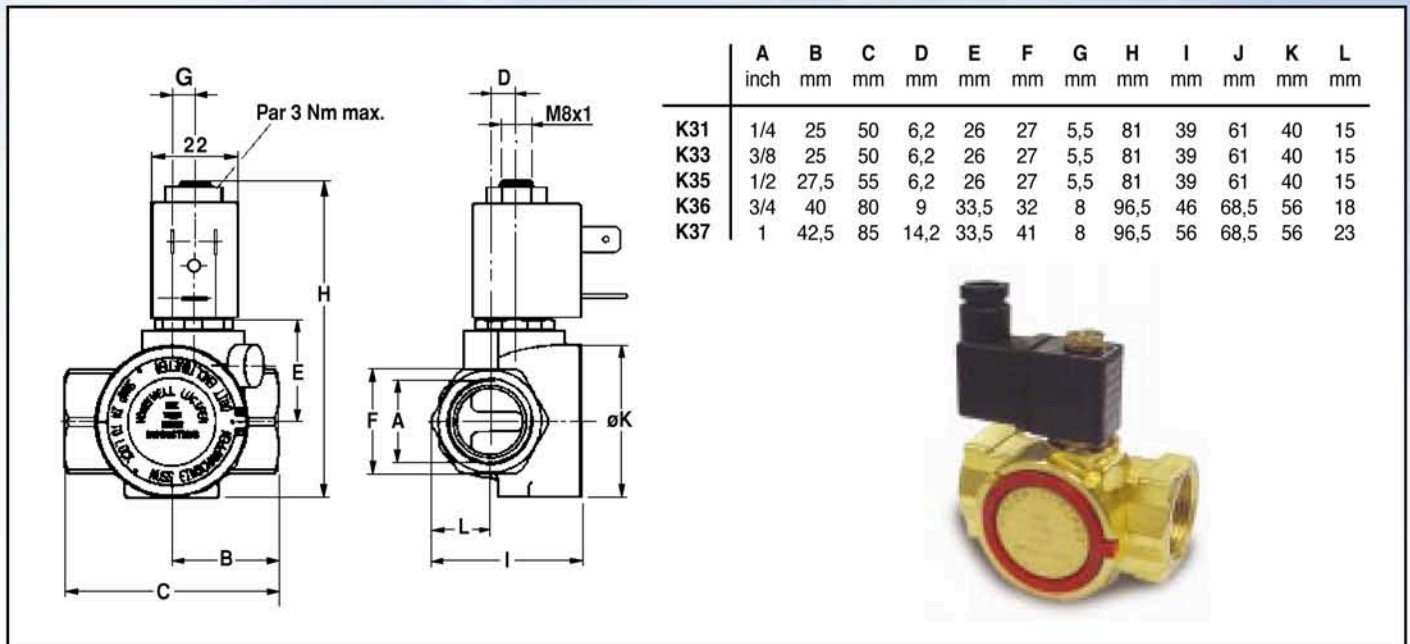 G
Par 3 Nm max.
22
H
E
B
C
D
M8x1
F
A
øK
L
I
A B C D E F G H I J K L
inch mm mm mm mm mm mm mm mm mm mm mm
K31 1/4 25 50 6,2 26 27 5,5 81 39 61 40 15
K33 3/8 25 50 6,2 26 27 5,5 81 39 61 40 15
K35 1/2 27,5 55 6,2 26 27 5,5 81 39 61 40 15
K36 3/4 40 80 9 33,5 32 8 96,5 46 68,5 56 18
K37 1 42,5 85 14,2 33,5 41 8 96,5 56 68,5 56 23
HONEYWELL LUCIFER